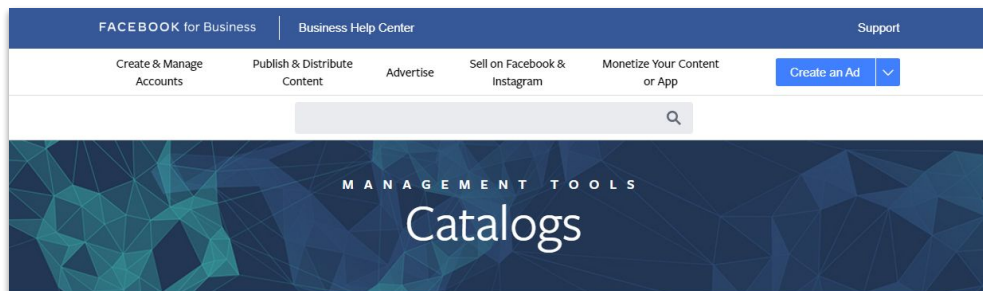 FACEBOOK for Business
Business Help Center
Support
Create & Manage
Accounts
Publish & Distribute
Content
Advertise
Sell on Facebook &
Instagram
Monetize Your Content
or App
Create an Ad
MANAGEMENT TOOLS
Catalogs